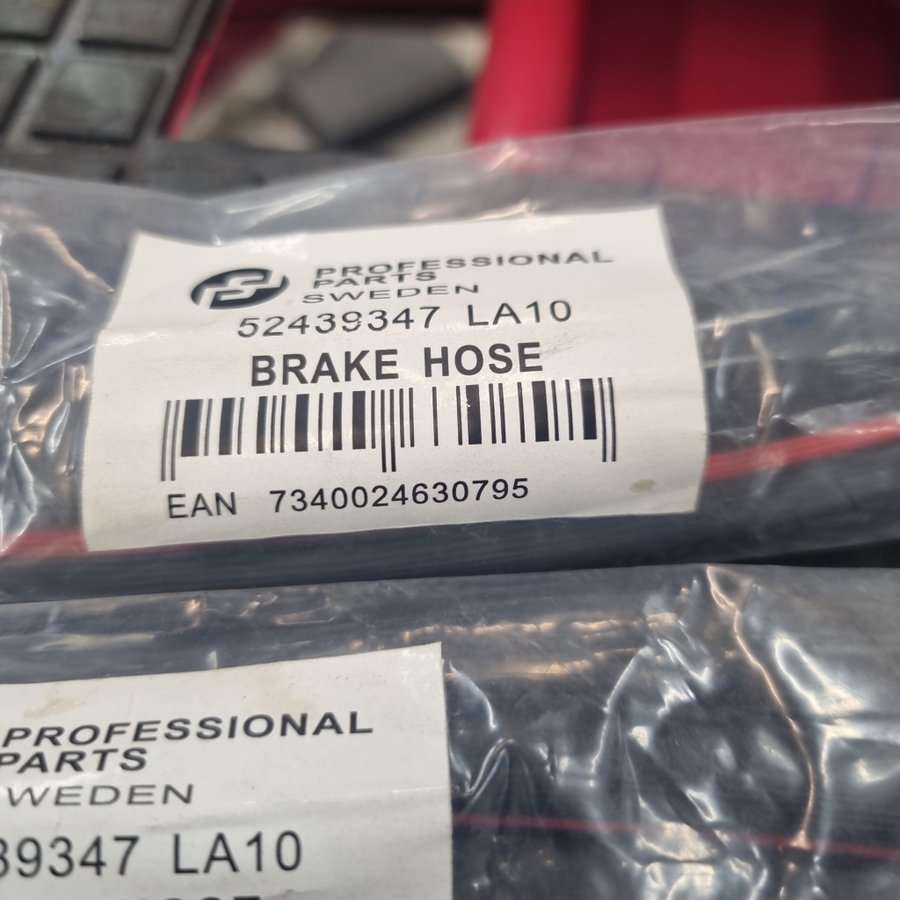 PROFESSIONAL
PARTS
SWEDEN
52439347 LA10
BRAKE HOSE
EAN 7340024630795
PROFESSIONAL
PARTS
WEDEN
39347 LA10